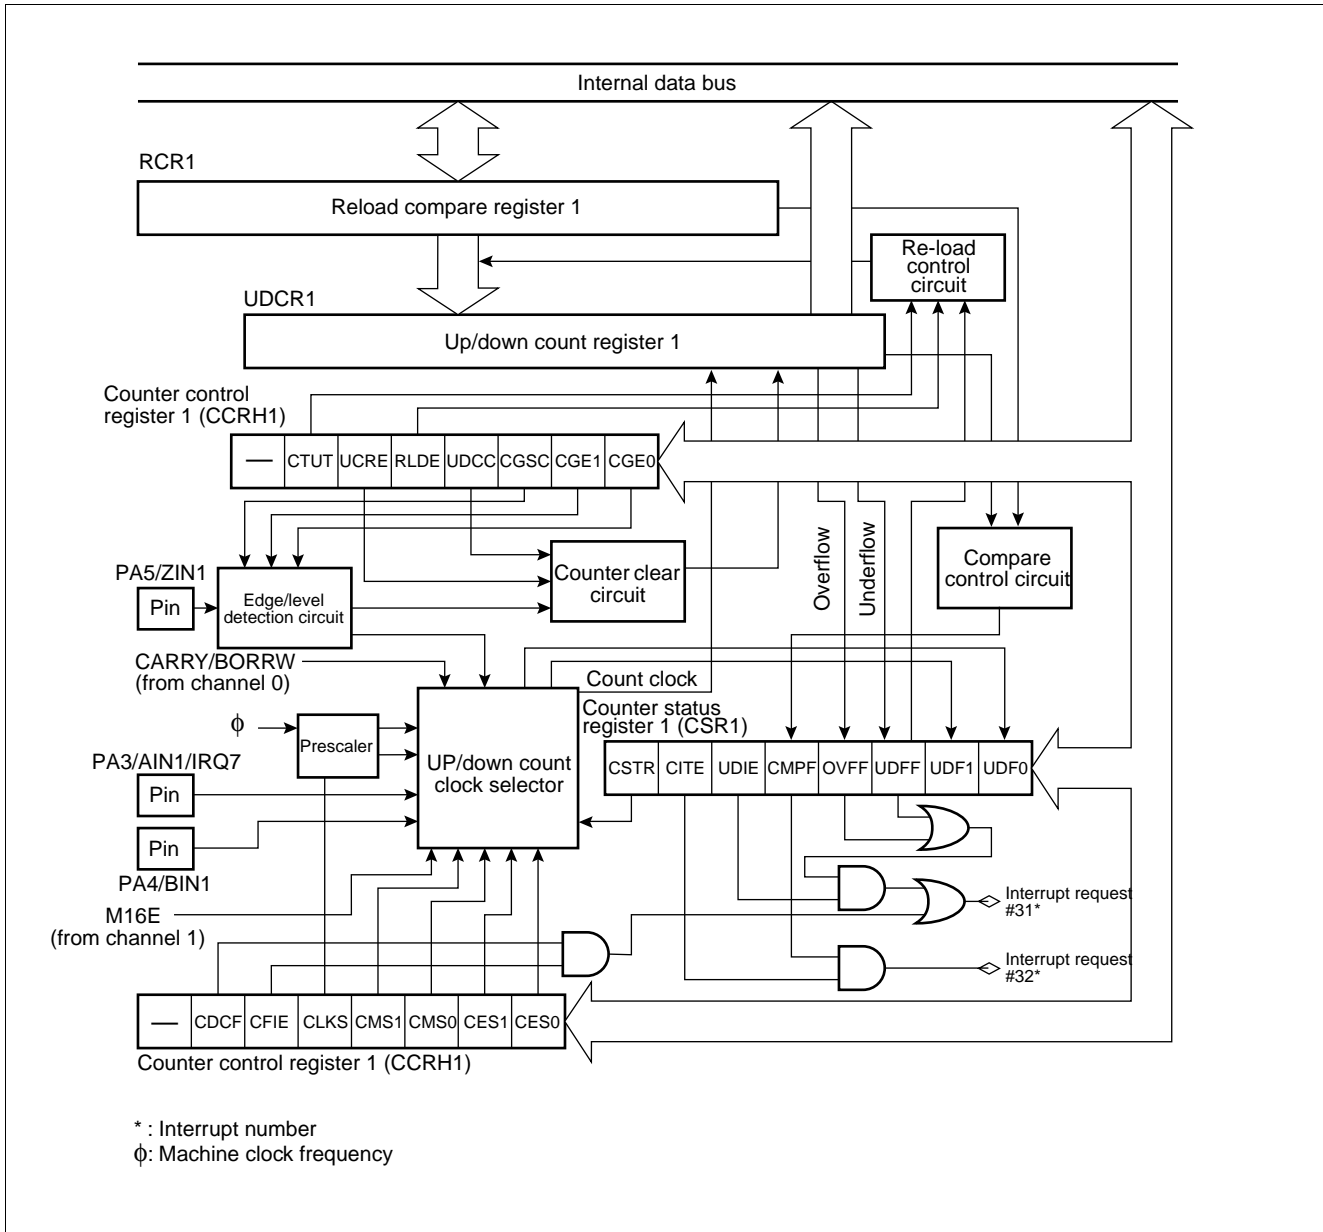 Internal data bus
RCR1
Reload compare register 1
Re-load
control
circuit
UDCR1
Up/down count register 1
Counter control
register 1 (CCRH1)
— CTUT UCRE RLDE UDCC CGSC CGE1 CGE0
Overflow
Underflow
Compare
control circuit
PA5/ZIN1
Pin
Edge/level
detection circuit
Counter clear
circuit
CARRY/BORRW
(from channel 0)
Count clock
Counter status
register 1 (CSR1)
ϕ
Prescaler
UP/down count
clock selector
CSTR CITE UDIE CMPF OVFF UDFF UDF1 UDF0
PA3/AIN1/IRQ7
Pin
Pin
PA4/BIN1
M16E
(from channel 1)
Interrupt request
#31*
Interrupt request
#32*
— CDCF CFIE CLKS CMS1 CMS0 CES1 CES0
Counter control register 1 (CCRH1)
* : Interrupt number
ϕ: Machine clock frequency